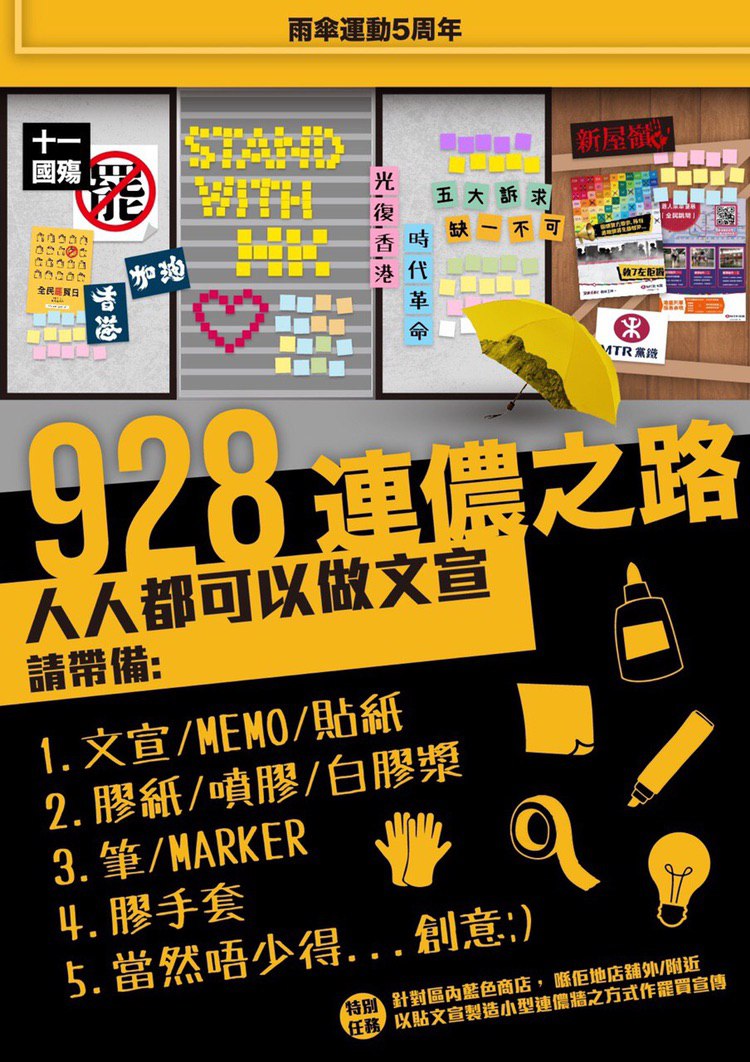 雨傘運動5周年
十一
國殤
罷
全民罷買日
香港
加油
STAND
WITH
HK
光復香港
時代革命
五大訴求
缺一不可
新屋嶺
MTR 黨鐵
928 連儂之路
人人都可以做文宣
請帶備:
1. 文宣/MEMO/貼紙
2. 膠紙/噴膠/白膠漿
3. 筆/MARKER
4. 膠手套
5. 當然唔少得...創意:)
特別
任務
針對區內藍色商店，喺佢地店舖外/附近
以貼文宣製造小型連儂牆之方式作罷買宣傳